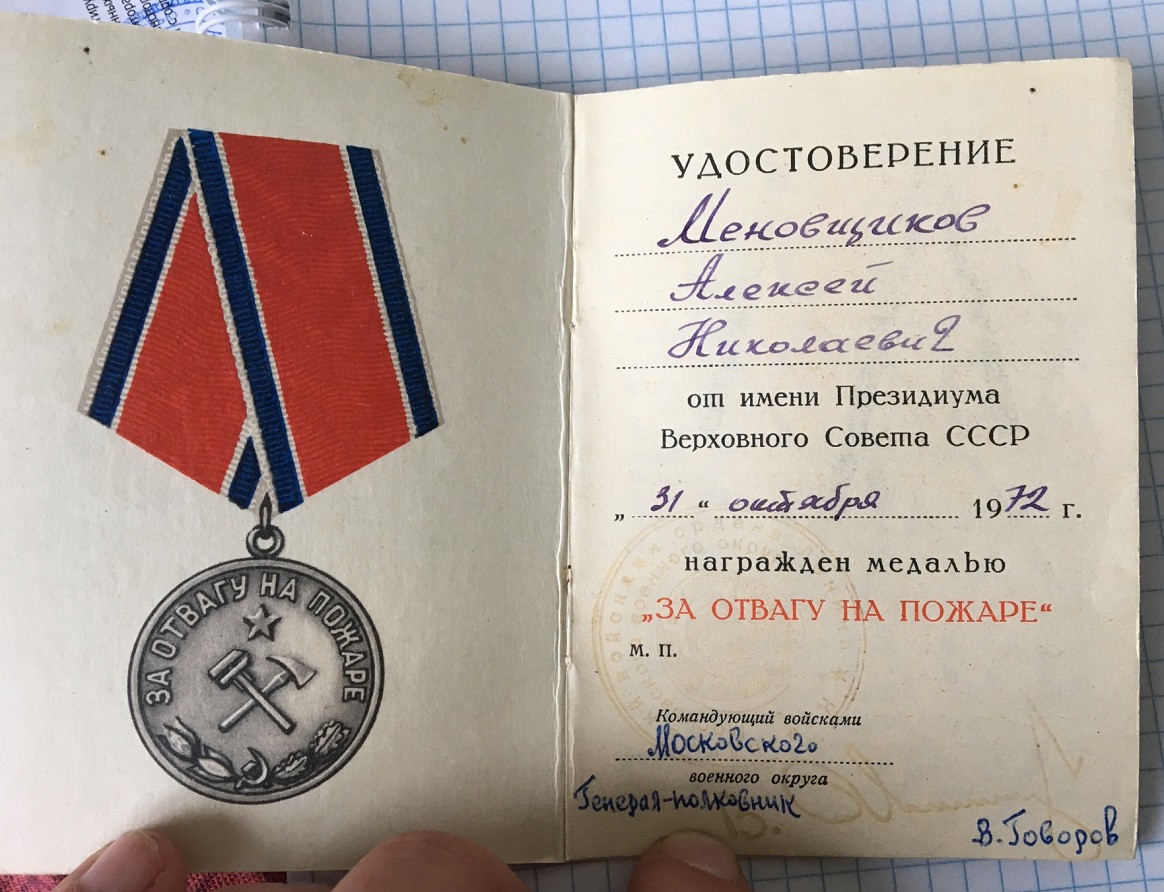 ЗА ОТВАГУ НА ПОЖАРЕ
УДОСТОВЕРЕНИЕ
Меновщиков
Алексей
Николаевич
от имени Президиума
Верховного Совета СССР
„31“ октября 1972 г.
награжден медалью
„ЗА ОТВАГУ НА ПОЖАРЕ“
м. п.
Командующий войсками
Московского
военного округа
Генерал-полковник
В. Говоров